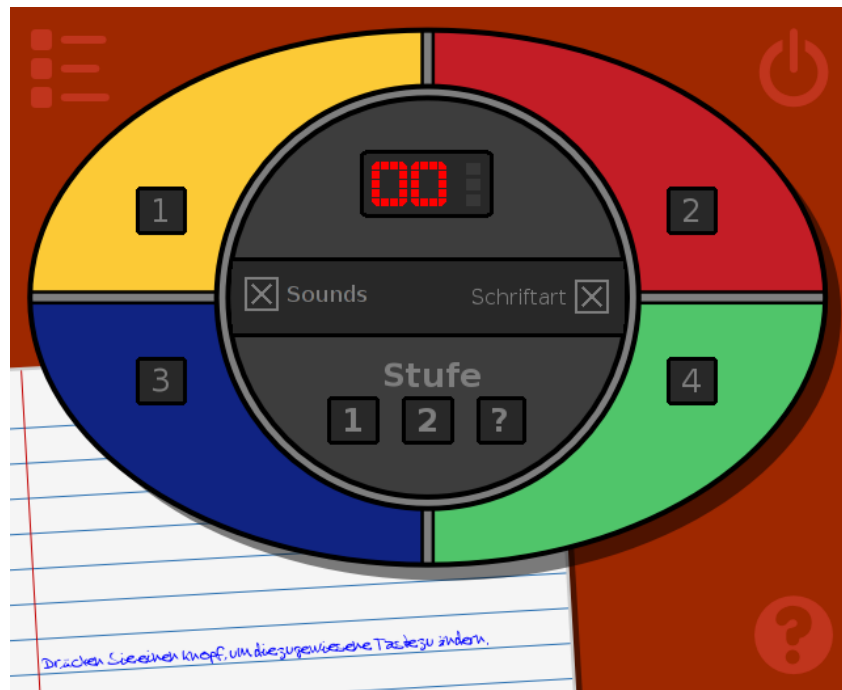 00
1
2
Sounds
Schriftart
3
4
Stufe
1 2 ?
Drücken Sie einen Knopf, um die zugewiesene Taste zu ändern.
?